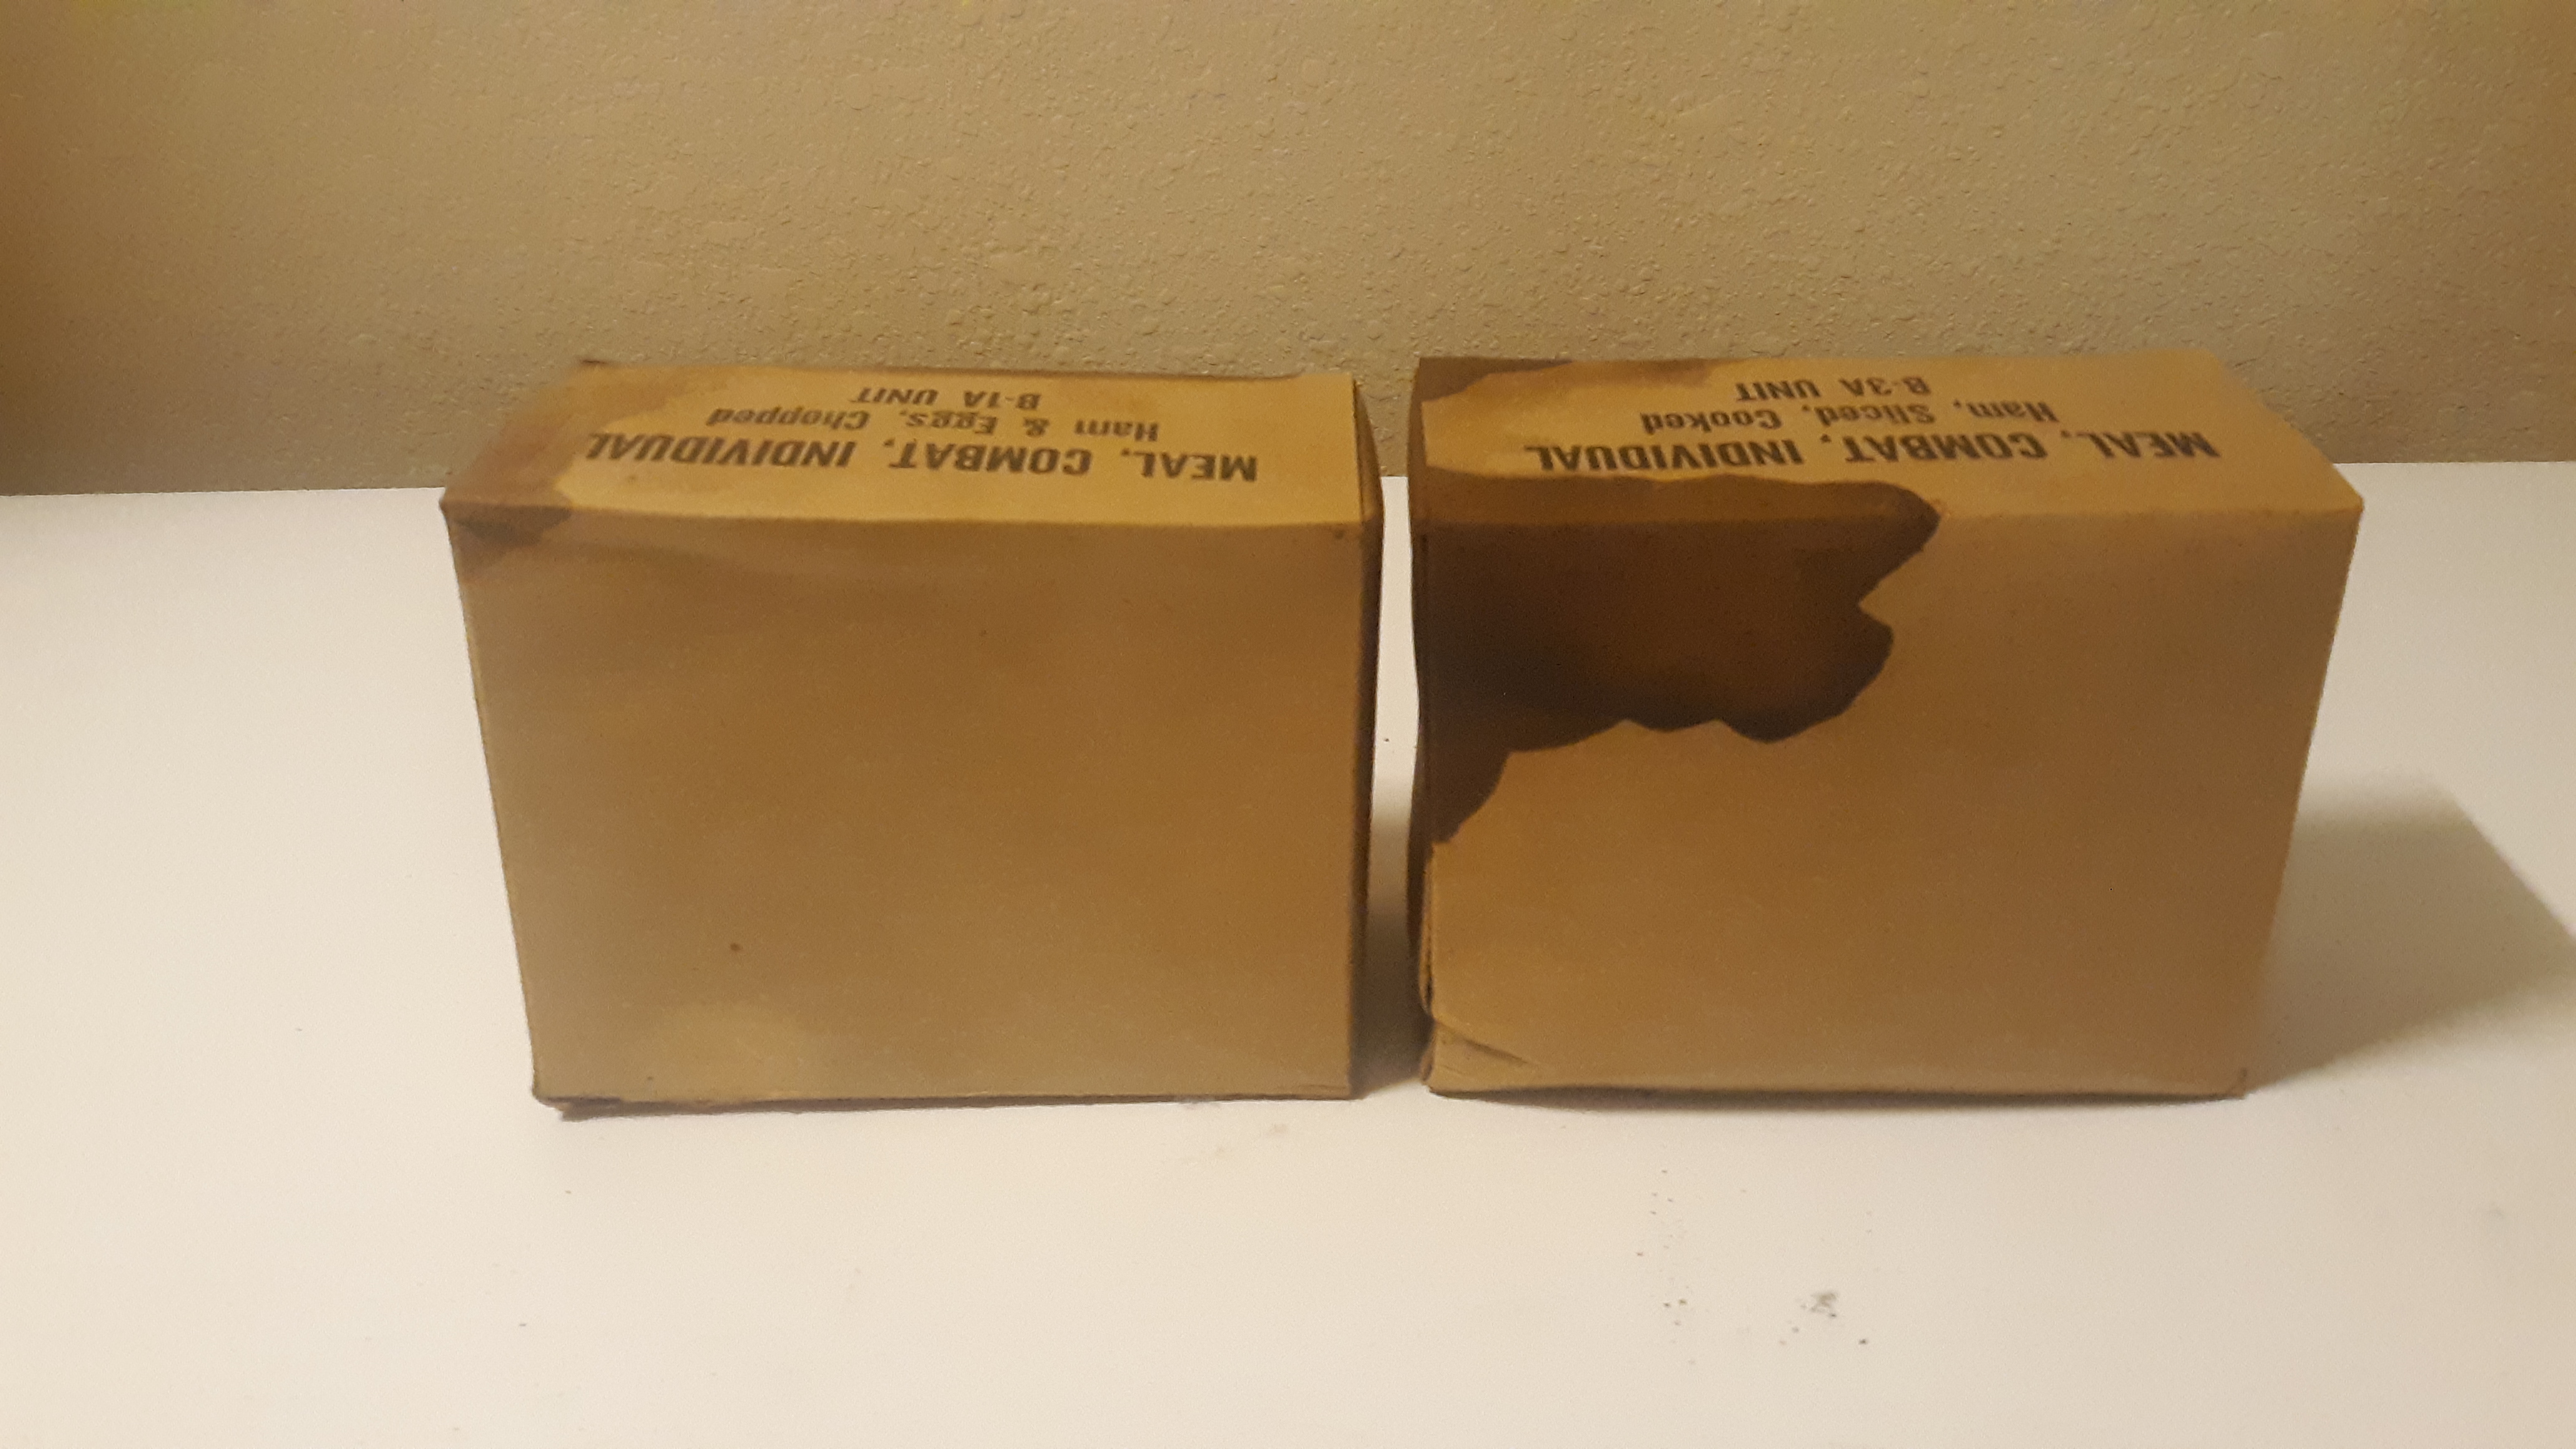 MEAL, COMBAT, INDIVIDUAL
Ham & Eggs, Chopped
B-1A UNIT
MEAL, COMBAT, INDIVIDUAL
Ham, Sliced, Cooked
B-3A UNIT